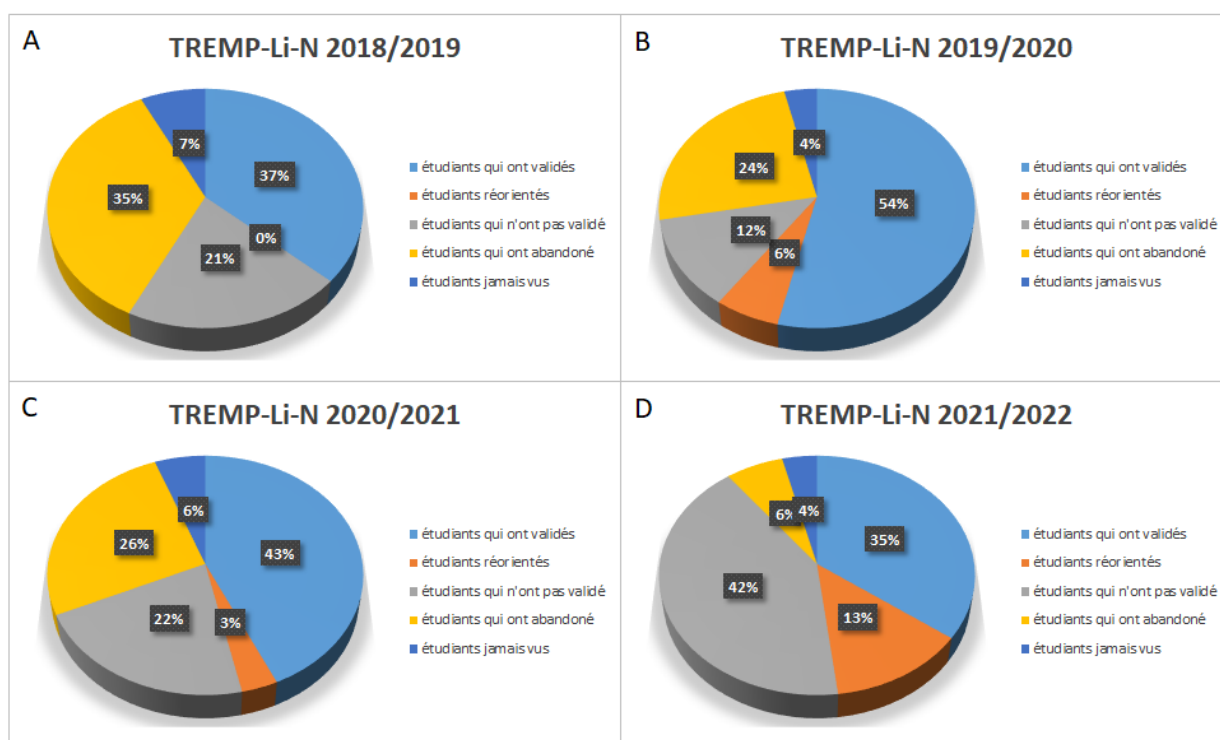 A
TREMP-Li-N 2018/2019
7%
37%
35%
0%
21%
étudiants qui ont validés
étudiants réorientés
étudiants qui n'ont pas validé
étudiants qui ont abandoné
étudiants jamais vus
B
TREMP-Li-N 2019/2020
4%
24%
54%
12%
6%
étudiants qui ont validés
étudiants réorientés
étudiants qui n'ont pas validé
étudiants qui ont abandoné
étudiants jamais vus
C
TREMP-Li-N 2020/2021
6%
26%
43%
22%
3%
étudiants qui ont validés
étudiants réorientés
étudiants qui n'ont pas validé
étudiants qui ont abandoné
étudiants jamais vus
D
TREMP-Li-N 2021/2022
6%
4%
35%
42%
13%
étudiants qui ont validés
étudiants réorientés
étudiants qui n'ont pas validé
étudiants qui ont abandoné
étudiants jamais vus